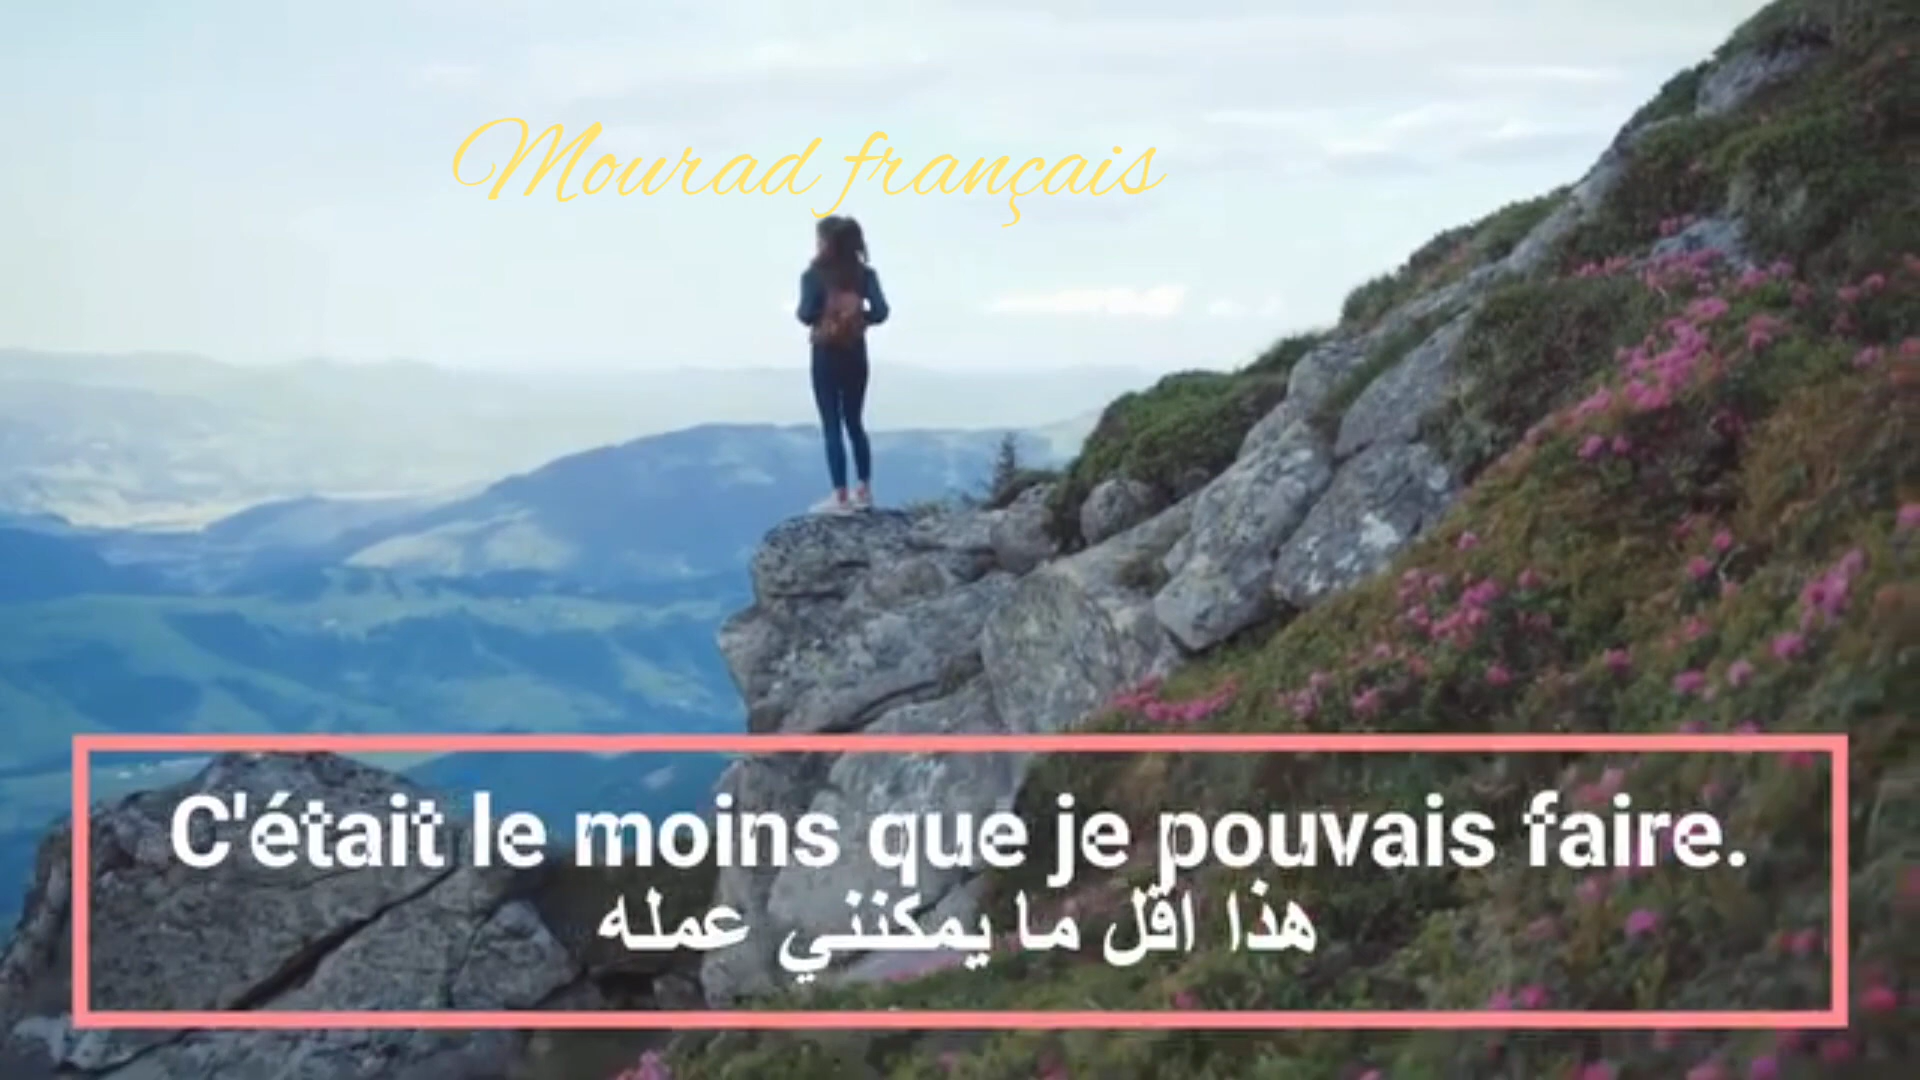 Mourad français
C'était le moins que je pouvais faire.
هذا اقل ما يمكنني عمله